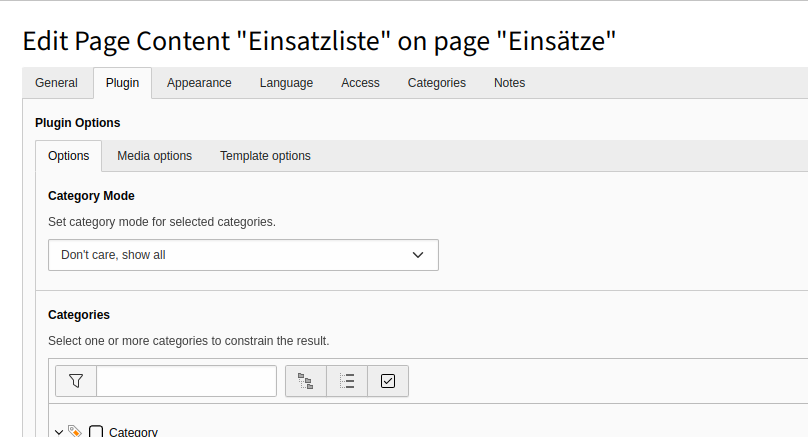 Edit Page Content "Einsatzliste" on page "Einsätze"
General Plugin Appearance Language Access Categories Notes
Plugin Options
Options Media options Template options
Category Mode
Set category mode for selected categories.
Don't care, show all
Categories
Select one or more categories to constrain the result.
Category